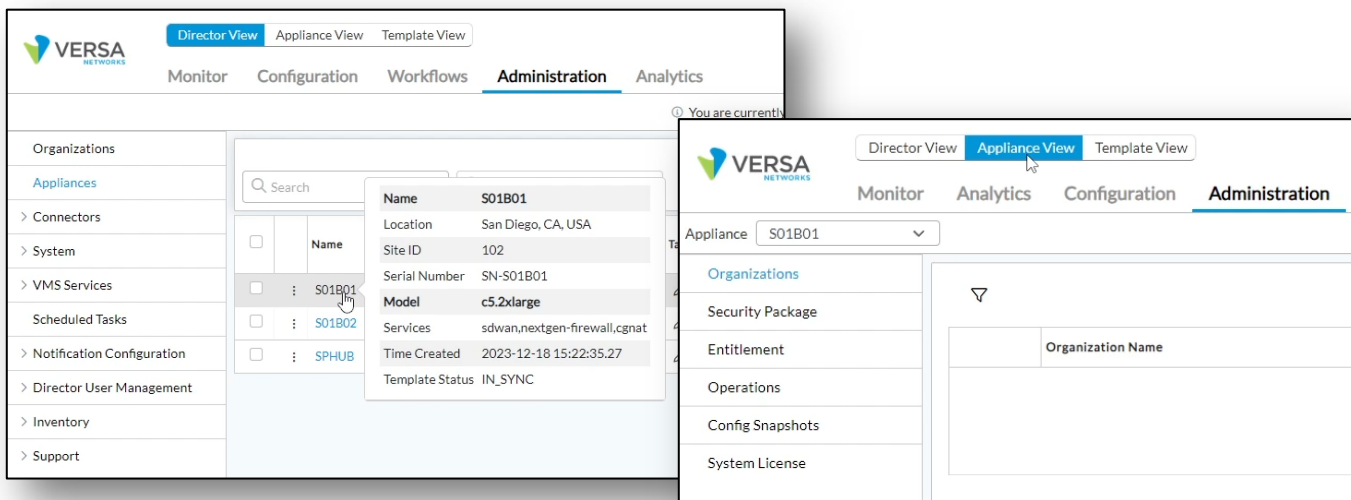 Director View Appliance View Template View
VERSA
NETWORKS
Monitor Configuration Workflows Administration Analytics
You are currently
Organizations
Appliances
Connectors
System
VMS Services
Scheduled Tasks
Notification Configuration
Director User Management
Inventory
Support
Search
Name
S01B01
S01B02
SPHUB
Name S01B01
Location San Diego, CA, USA
Site ID 102
Serial Number SN-S01B01
Model c5.2xlarge
Services sdwan,nextgen-firewall,cgnat
Time Created 2023-12-18 15:22:35.27
Template Status IN_SYNC
Director View Appliance View Template View
VERSA
NETWORKS
Monitor Analytics Configuration Administration
Appliance S01B01
Organizations
Security Package
Entitlement
Operations
Config Snapshots
System License
Organization Name